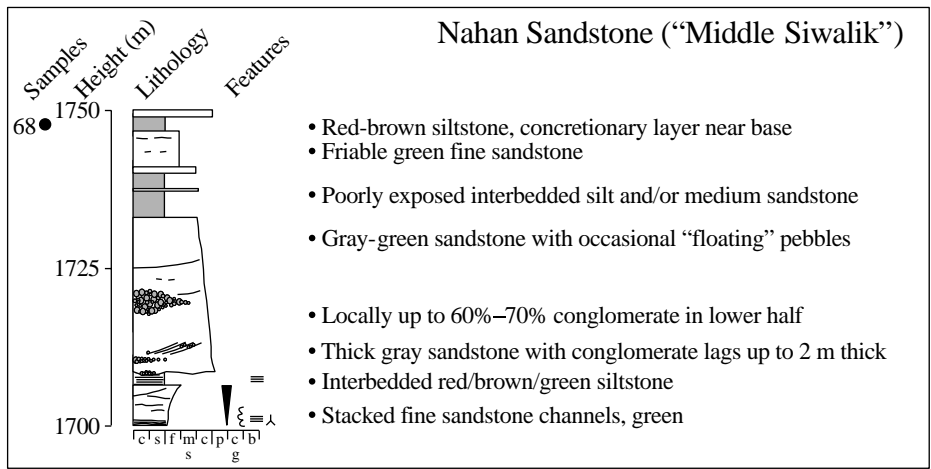 Nahan Sandstone (“Middle Siwalik”)
Samples
Height (m)
Lithology
Features
1750
68
• Red-brown siltstone, concretionary layer near base
• Friable green fine sandstone
• Poorly exposed interbedded silt and/or medium sandstone
• Gray-green sandstone with occasional “floating” pebbles
1725
• Locally up to 60%–70% conglomerate in lower half
• Thick gray sandstone with conglomerate lags up to 2 m thick
• Interbedded red/brown/green siltstone
• Stacked fine sandstone channels, green
1700
c s f m c p c b
s g